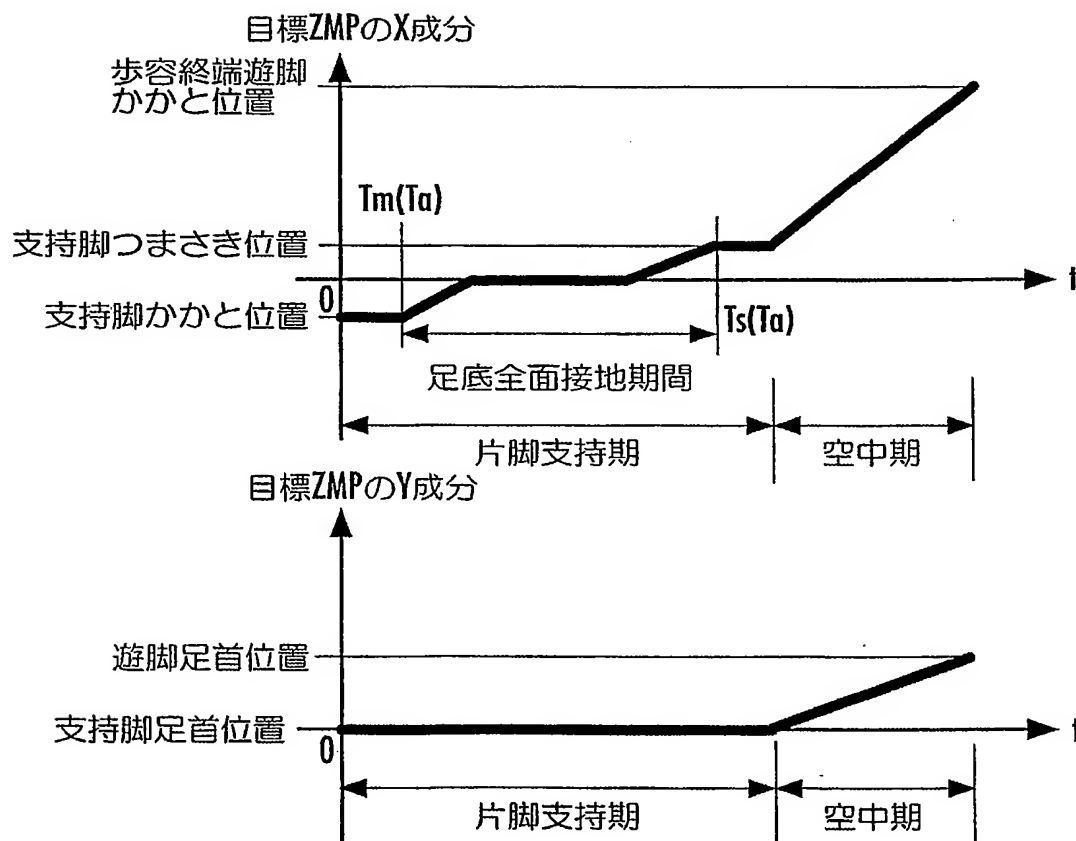 目標ZMPのX成分
歩容終端遊脚
かかと位置
Tm(Ta)
支持脚つまさき位置
0
t
支持脚かかと位置
Ts(Ta)
足底全面接地期間
片脚支持期
空中期
目標ZMPのY成分
遊脚足首位置
支持脚足首位置
0
t
片脚支持期
空中期